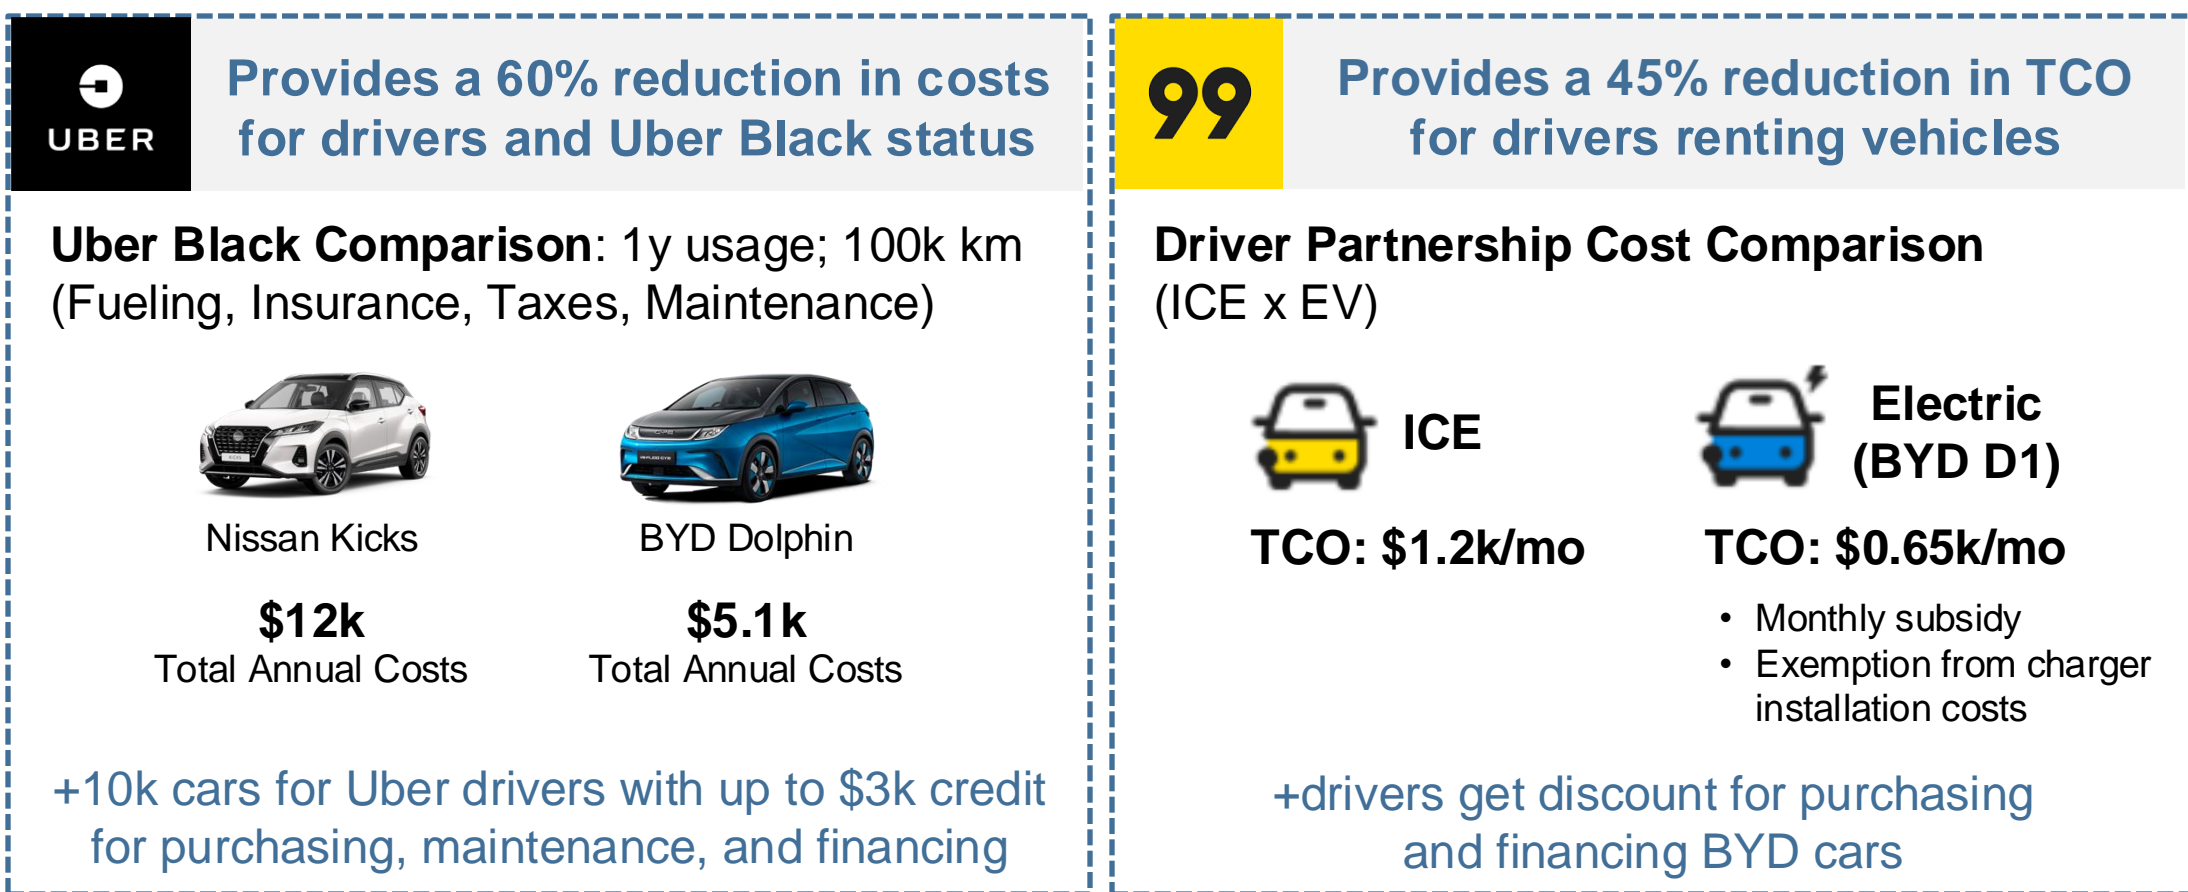 UBER
Provides a 60% reduction in costs
for drivers and Uber Black status
Uber Black Comparison: 1y usage; 100k km
(Fueling, Insurance, Taxes, Maintenance)
KICKS
Nissan Kicks
BYD Dolphin
$12k
Total Annual Costs
$5.1k
Total Annual Costs
+10k cars for Uber drivers with up to $3k credit
for purchasing, maintenance, and financing
99
Provides a 45% reduction in TCO
for drivers renting vehicles
Driver Partnership Cost Comparison
(ICE x EV)
ICE
Electric
(BYD D1)
TCO: $1.2k/mo
TCO: $0.65k/mo
• Monthly subsidy
• Exemption from charger
installation costs
+drivers get discount for purchasing
and financing BYD cars